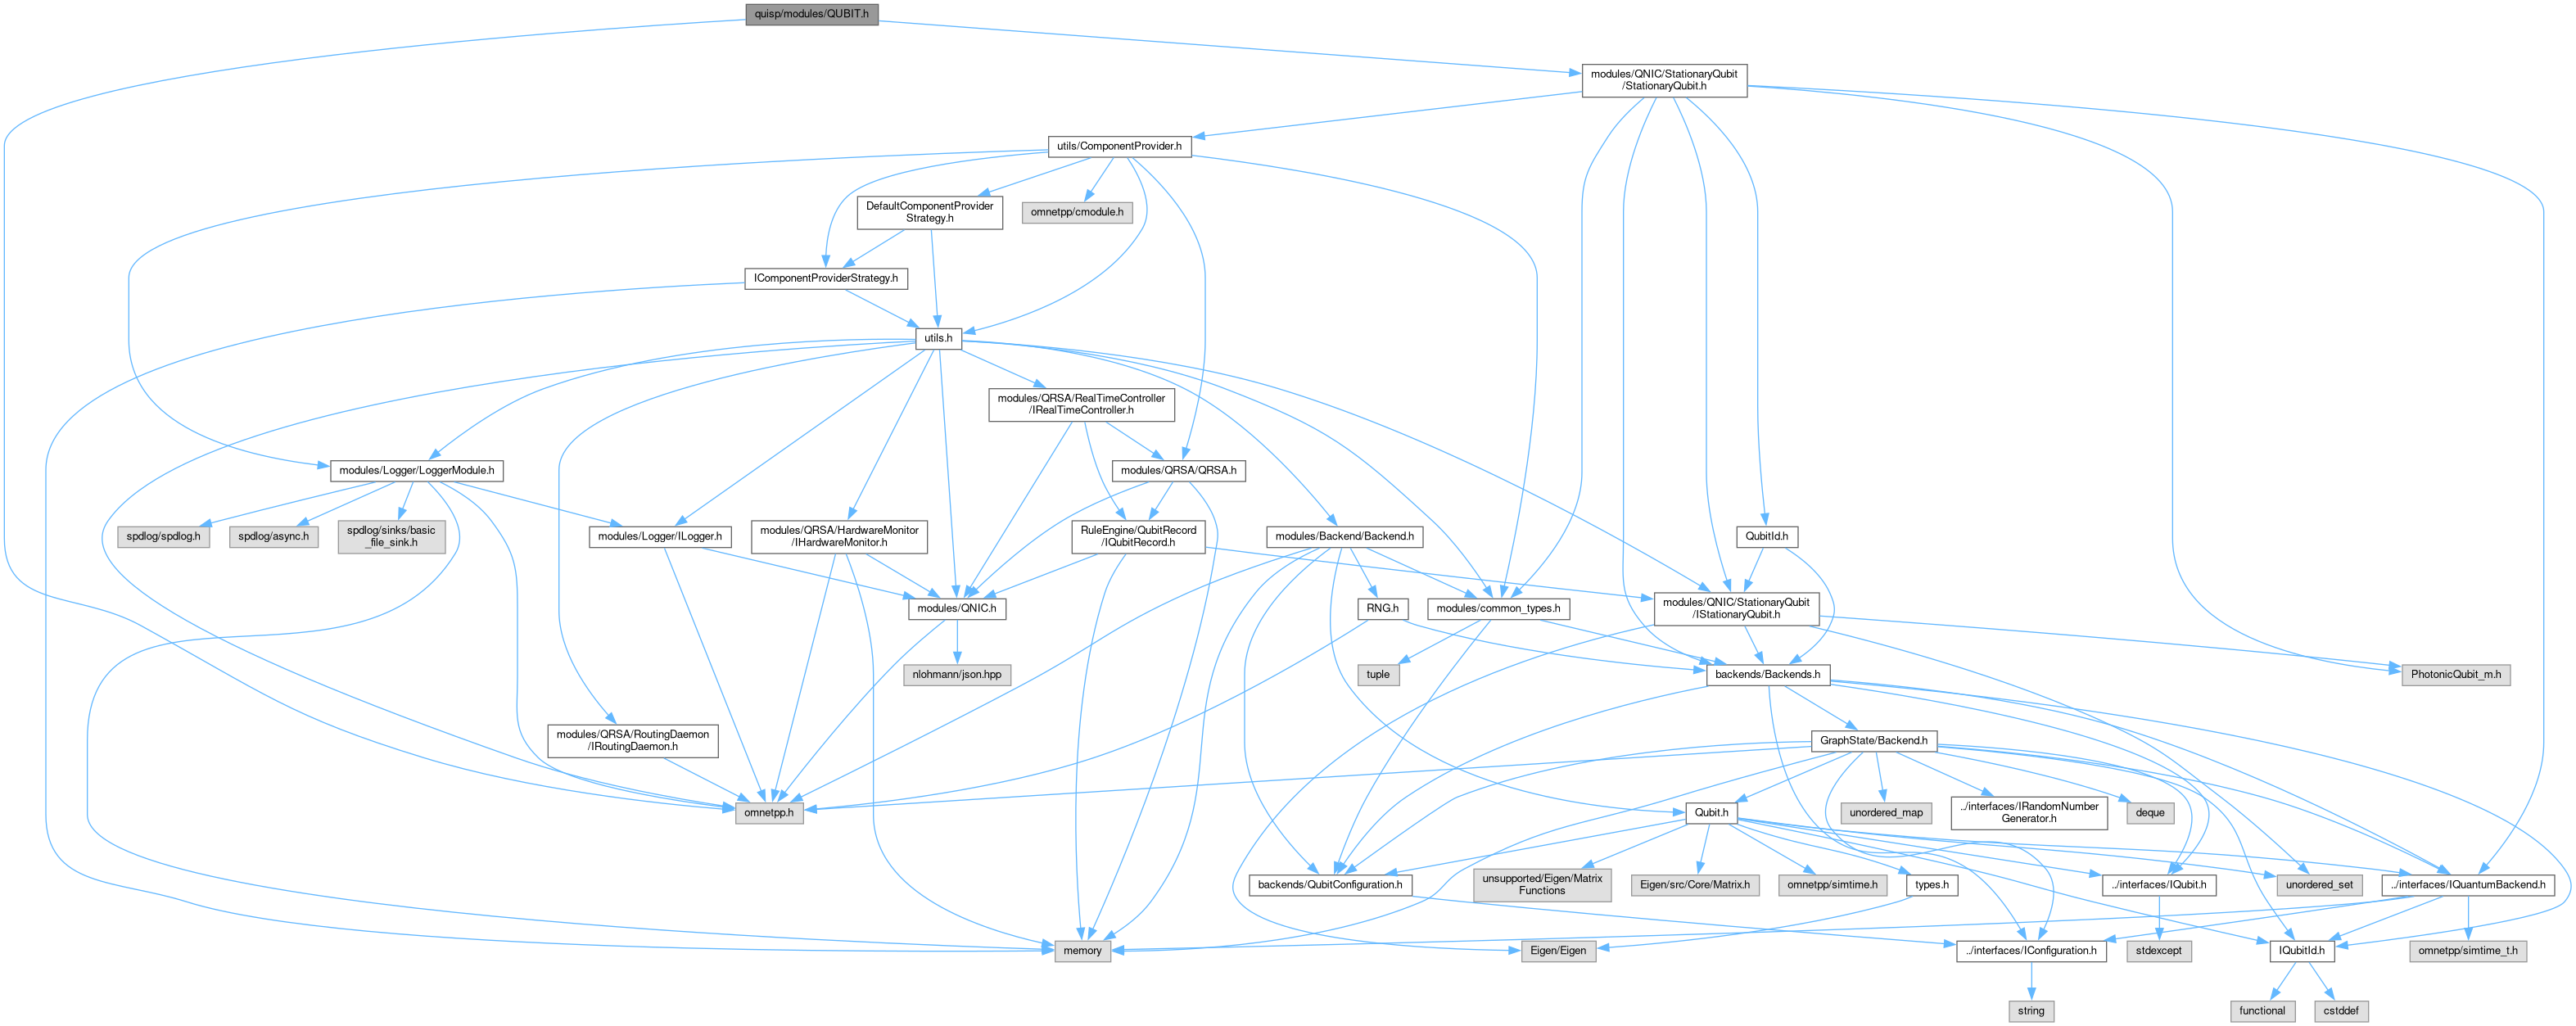 quisp/modules/QUBIT.h
modules/QNIC/StationaryQubit
/StationaryQubit.h
utils/ComponentProvider.h
DefaultComponentProvider
Strategy.h
omnetpp/cmodule.h
IComponentProviderStrategy.h
utils.h
modules/QRSA/RealTimeController
/IRealTimeController.h
modules/Logger/LoggerModule.h
modules/QRSA/QRSA.h
spdlog/spdlog.h
spdlog/async.h
spdlog/sinks/basic
_file_sink.h
modules/Logger/ILogger.h
modules/QRSA/HardwareMonitor
/IHardwareMonitor.h
RuleEngine/QubitRecord
/IQubitRecord.h
modules/Backend/Backend.h
QubitId.h
modules/QNIC.h
RNG.h
modules/common_types.h
modules/QNIC/StationaryQubit
/IStationaryQubit.h
nlohmann/json.hpp
tuple
backends/Backends.h
PhotonicQubit_m.h
modules/QRSA/RoutingDaemon
/IRoutingDaemon.h
GraphState/Backend.h
omnetpp.h
Qubit.h
unordered_map
../interfaces/IRandomNumber
Generator.h
deque
backends/QubitConfiguration.h
unsupported/Eigen/Matrix
Functions
Eigen/src/Core/Matrix.h
omnetpp/simtime.h
types.h
../interfaces/IQubit.h
unordered_set
../interfaces/IQuantumBackend.h
memory
Eigen/Eigen
../interfaces/IConfiguration.h
stdexcept
IQubitId.h
omnetpp/simtime_t.h
string
functional
cstddef